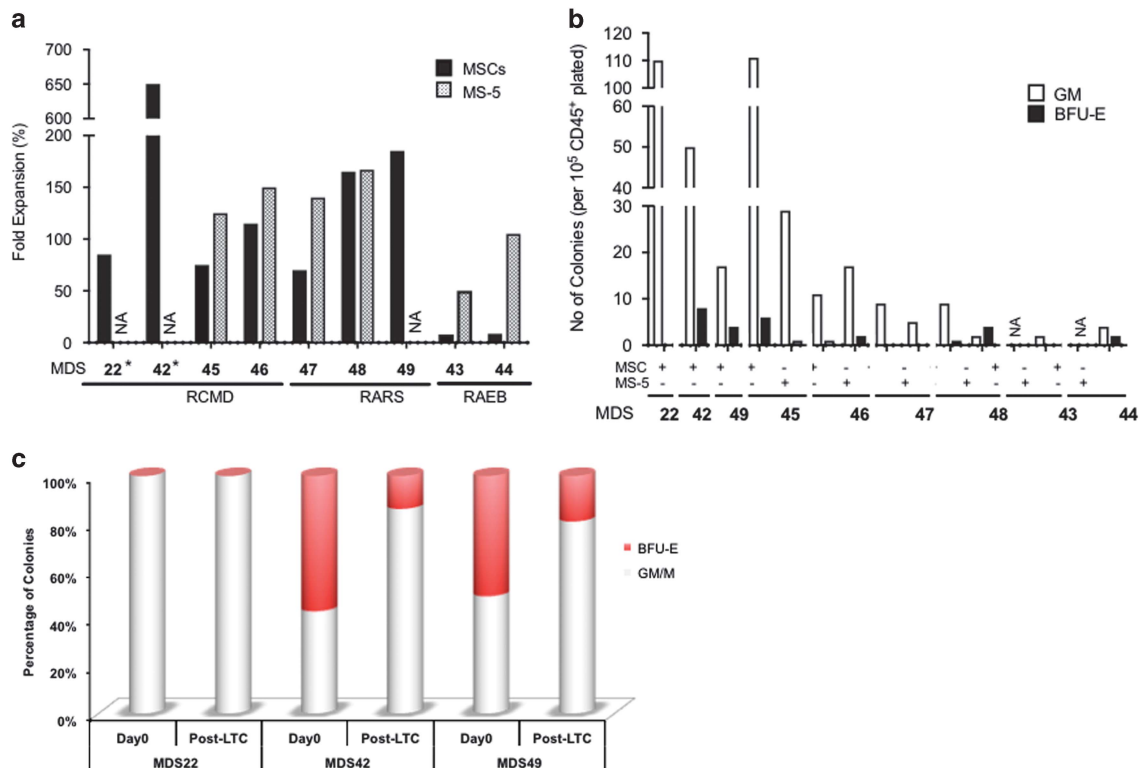 a
700
650
600
200
150
100
50
0
Fold Expansion (%)
MSCs
MS-5
NA
NA
NA
MDS 22* 42* 45 46 47 48 49 43 44
RCMD RARS RAEB
b
120
110
100
60
50
40
30
20
10
0
No of Colonies (per 10⁵ CD45⁺ plated)
GM
BFU-E
NA
NA
MSC + + + + - + - - - + - + -
MS-5 - - - - + - + - + - + - + - + -
MDS 22 42 49 45 46 47 48 43 44
c
100%
80%
60%
40%
20%
0%
Percentage of Colonies
BFU-E
GM/M
Day0 Post-LTC Day0 Post-LTC Day0 Post-LTC
MDS22 MDS42 MDS49